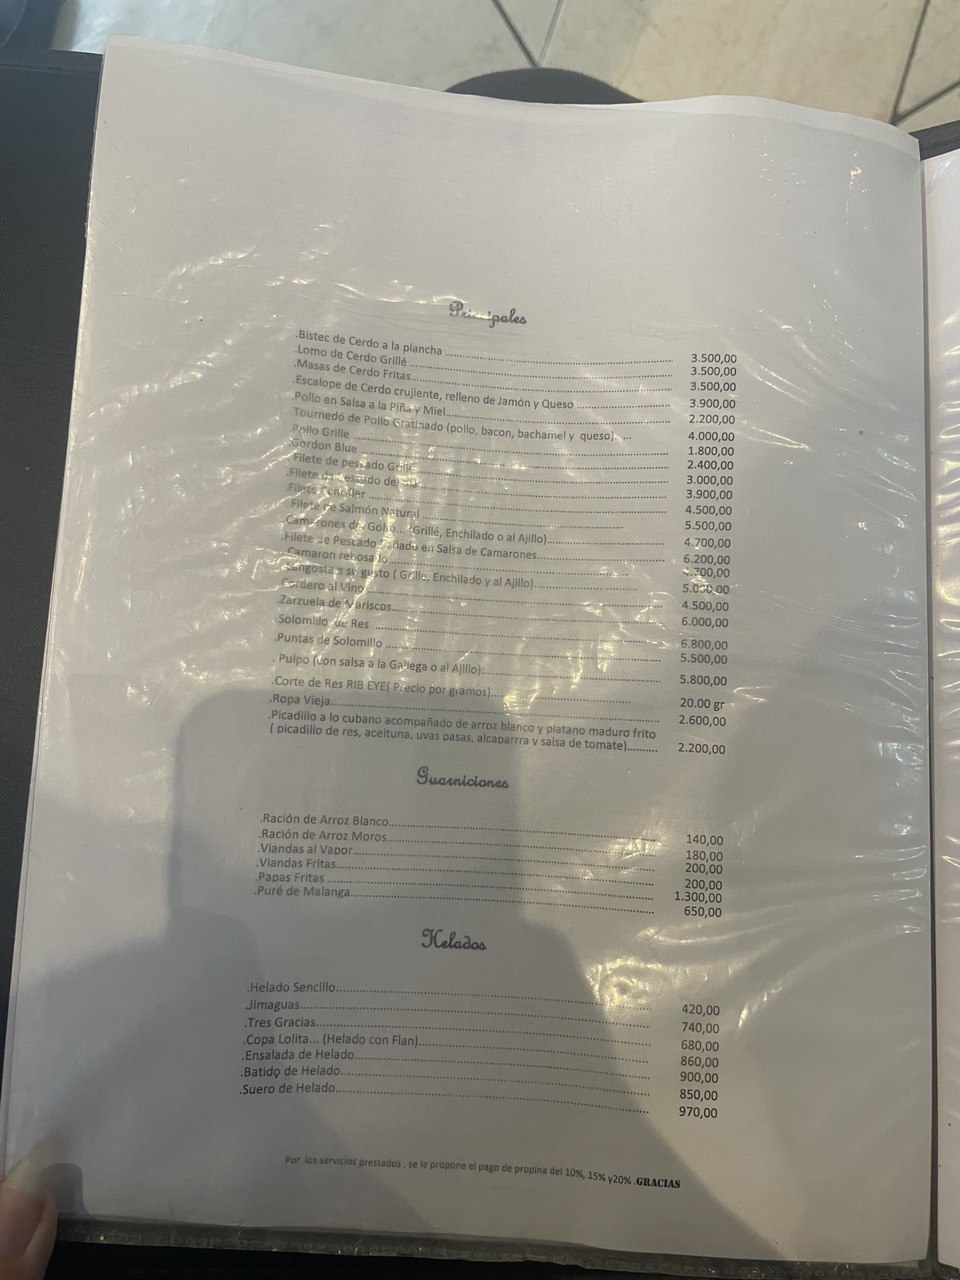 Principales
.Bistec de Cerdo a la plancha ........ 3.500,00
.Lomo de Cerdo Grillé ........ 3.500,00
.Masas de Cerdo Fritas........ 3.500,00
.Escalope de Cerdo crujiente, relleno de Jamón y Queso ........ 3.900,00
.Pollo en Salsa a la Piña y Miel........ 2.200,00
Tournedó de Pollo Gratinado (pollo, bacon, bachamel y queso) .... 4.000,00
.Pollo Grille ........ 1.800,00
.Gordon Blue ........ 2.400,00
.Filete de pescado Grillé ........ 3.000,00
.Filete de Pescado del ........ 3.900,00
.Filete ........ 4.500,00
Filete de Salmón Natural ........ 5.500,00
.Camarones de (Grillé, Enchilado o al Ajillo)........ 4.700,00
.Filete de Pescado en Salsa de Camarones........ 6.200,00
Camaron rebosado........ 700,00
.Langosta a su gusto ( Grille, Enchilado y al Ajillo)........ 5.000,00
Cordero al Vino........ 4.500,00
.Zarzuela de Mariscos........ 6.000,00
Solomillo de Res ........ 6.800,00
.Puntas de Solomillo ........ 5.500,00
. Pulpo (con salsa a la Gallega o al Ajillo)........ 5.800,00
.Corte de Res RIB EYE( Precio por gramos)........ 20.00 gr
.Ropa Vieja........ 2.600,00
.Picadillo a lo cubano acompañado de arroz blanco y platano maduro frito
( picadillo de res, aceituna, uvas pasas, alcaparrra y salsa de tomate)........ 2.200,00
Guarniciones
.Ración de Arroz Blanco........ 140,00
.Ración de Arroz Moros........ 180,00
.Viandas al Vapor........ 200,00
.Viandas Fritas........ 200,00
.Papas Fritas ........ 1.300,00
.Puré de Malanga........ 650,00
Helados
.Helado Sencillo........ 420,00
.Jimaguas........ 740,00
.Tres Gracias........ 680,00
.Copa Lolita... (Helado con Flan)........ 860,00
.Ensalada de Helado........ 900,00
.Batido de Helado........ 850,00
.Suero de Helado........ 970,00
Por los servicios prestados , se le propone el pago de propina del 10%, 15% y20% .GRACIAS